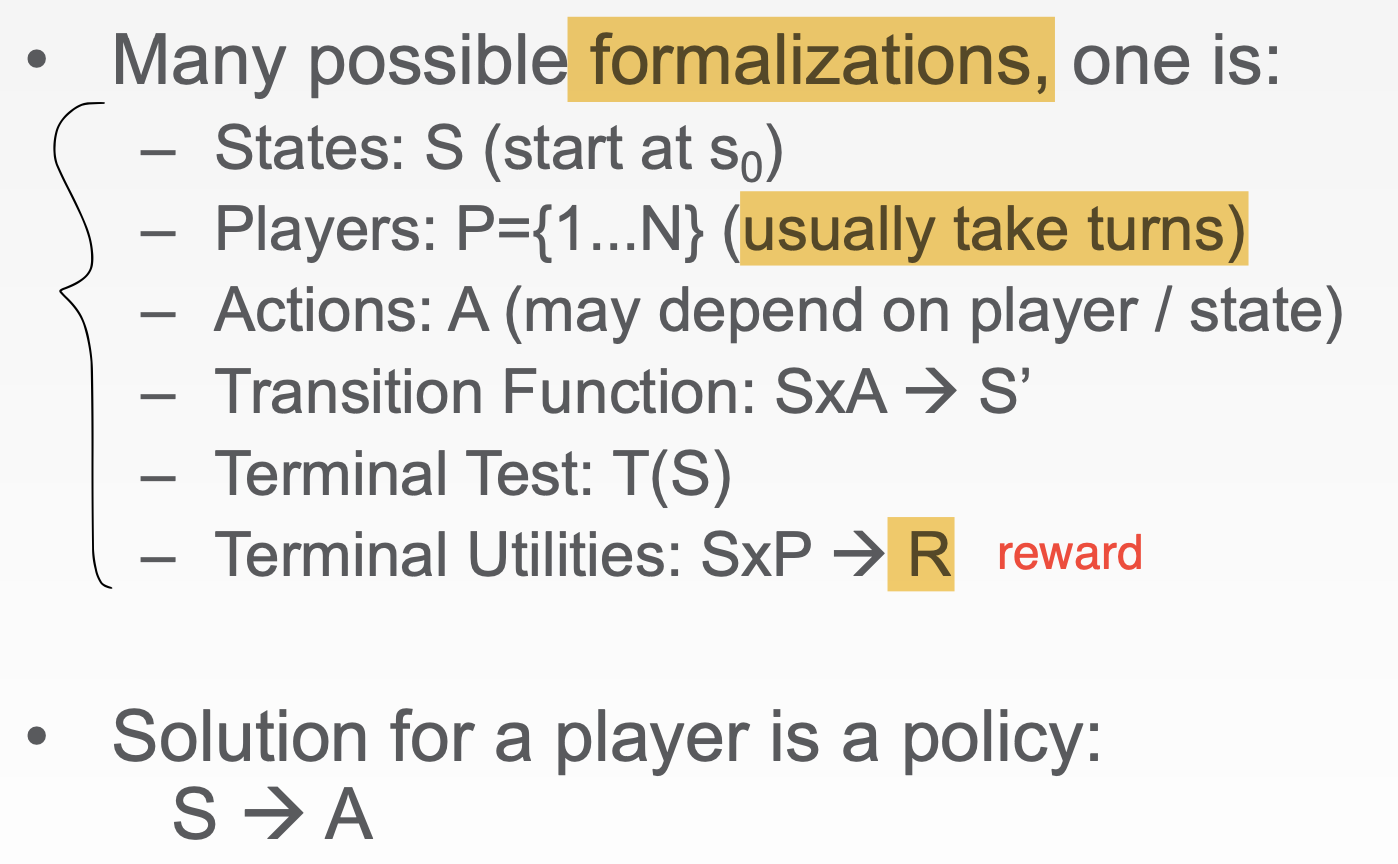 • Many possible formalizations, one is:
– States: S (start at s₀)
– Players: P={1...N} (usually take turns)
– Actions: A (may depend on player / state)
– Transition Function: SxA → S’
– Terminal Test: T(S)
– Terminal Utilities: SxP → R reward
• Solution for a player is a policy:
S → A